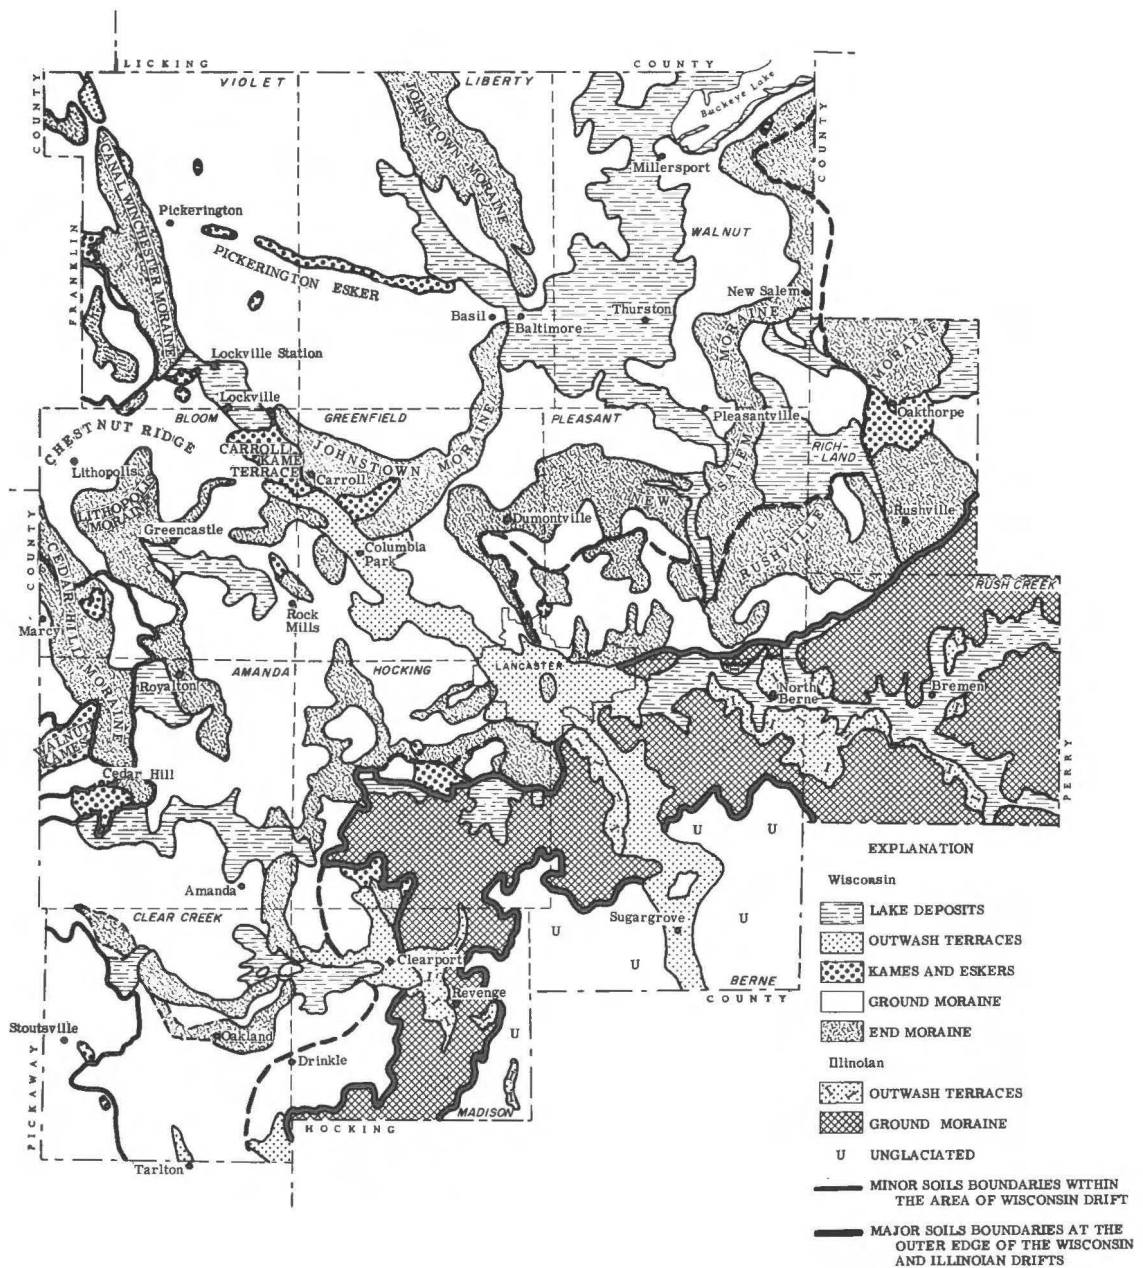 LICKING COUNTY
VIOLET
LIBERTY
Buckeye Lake
COUNTY
COUNTY
JOHNSTOWN MORAINE
Millersport
CANAL WINCHESTER MORAINE
Pickerington
WALNUT
FRANKLIN
PICKERINGTON ESKER
New Salem
Basil
Baltimore
Thurston
MORAINE
MORAINE
Lockville Station
Lockville
BLOOM
GREENFIELD
PLEASANT
Pleasantville
Oakthorpe
CHESTNUT RIDGE
CARROLL
KAME
TERRACE
JOHNSTOWN MORAINE
RICH-
LAND
Lithopolis
Carroll
SALEM
LITHOPOLIS
MORAINE
NEW
Greencastle
Dumontville
Rushville
COUNTY
CEDAR HILL MORAINE
Columbia
Park
RUSHVILLE
RUSH CREEK
Marcy
Rock
Mills
AMANDA
HOCKING
LANCASTER
Royalton
North
Berne
Bremen
WALNUT
KAMES
PERRY
Cedar Hill
U
U
Amanda
CLEAR CREEK
Sugargrove
U
U
U
Clearport
BERNE
COUNTY
Revenge
Stoutsville
Oakland
U
Drinkle
PICKAWAY
MADISON
HOCKING
Tarlton
EXPLANATION
Wisconsin
LAKE DEPOSITS
OUTWASH TERRACES
KAMES AND ESKERS
GROUND MORAINE
END MORAINE
Illinoian
OUTWASH TERRACES
GROUND MORAINE
U UNGLACIATED
MINOR SOILS BOUNDARIES WITHIN
THE AREA OF WISCONSIN DRIFT
MAJOR SOILS BOUNDARIES AT THE
OUTER EDGE OF THE WISCONSIN
AND ILLINOIAN DRIFTS